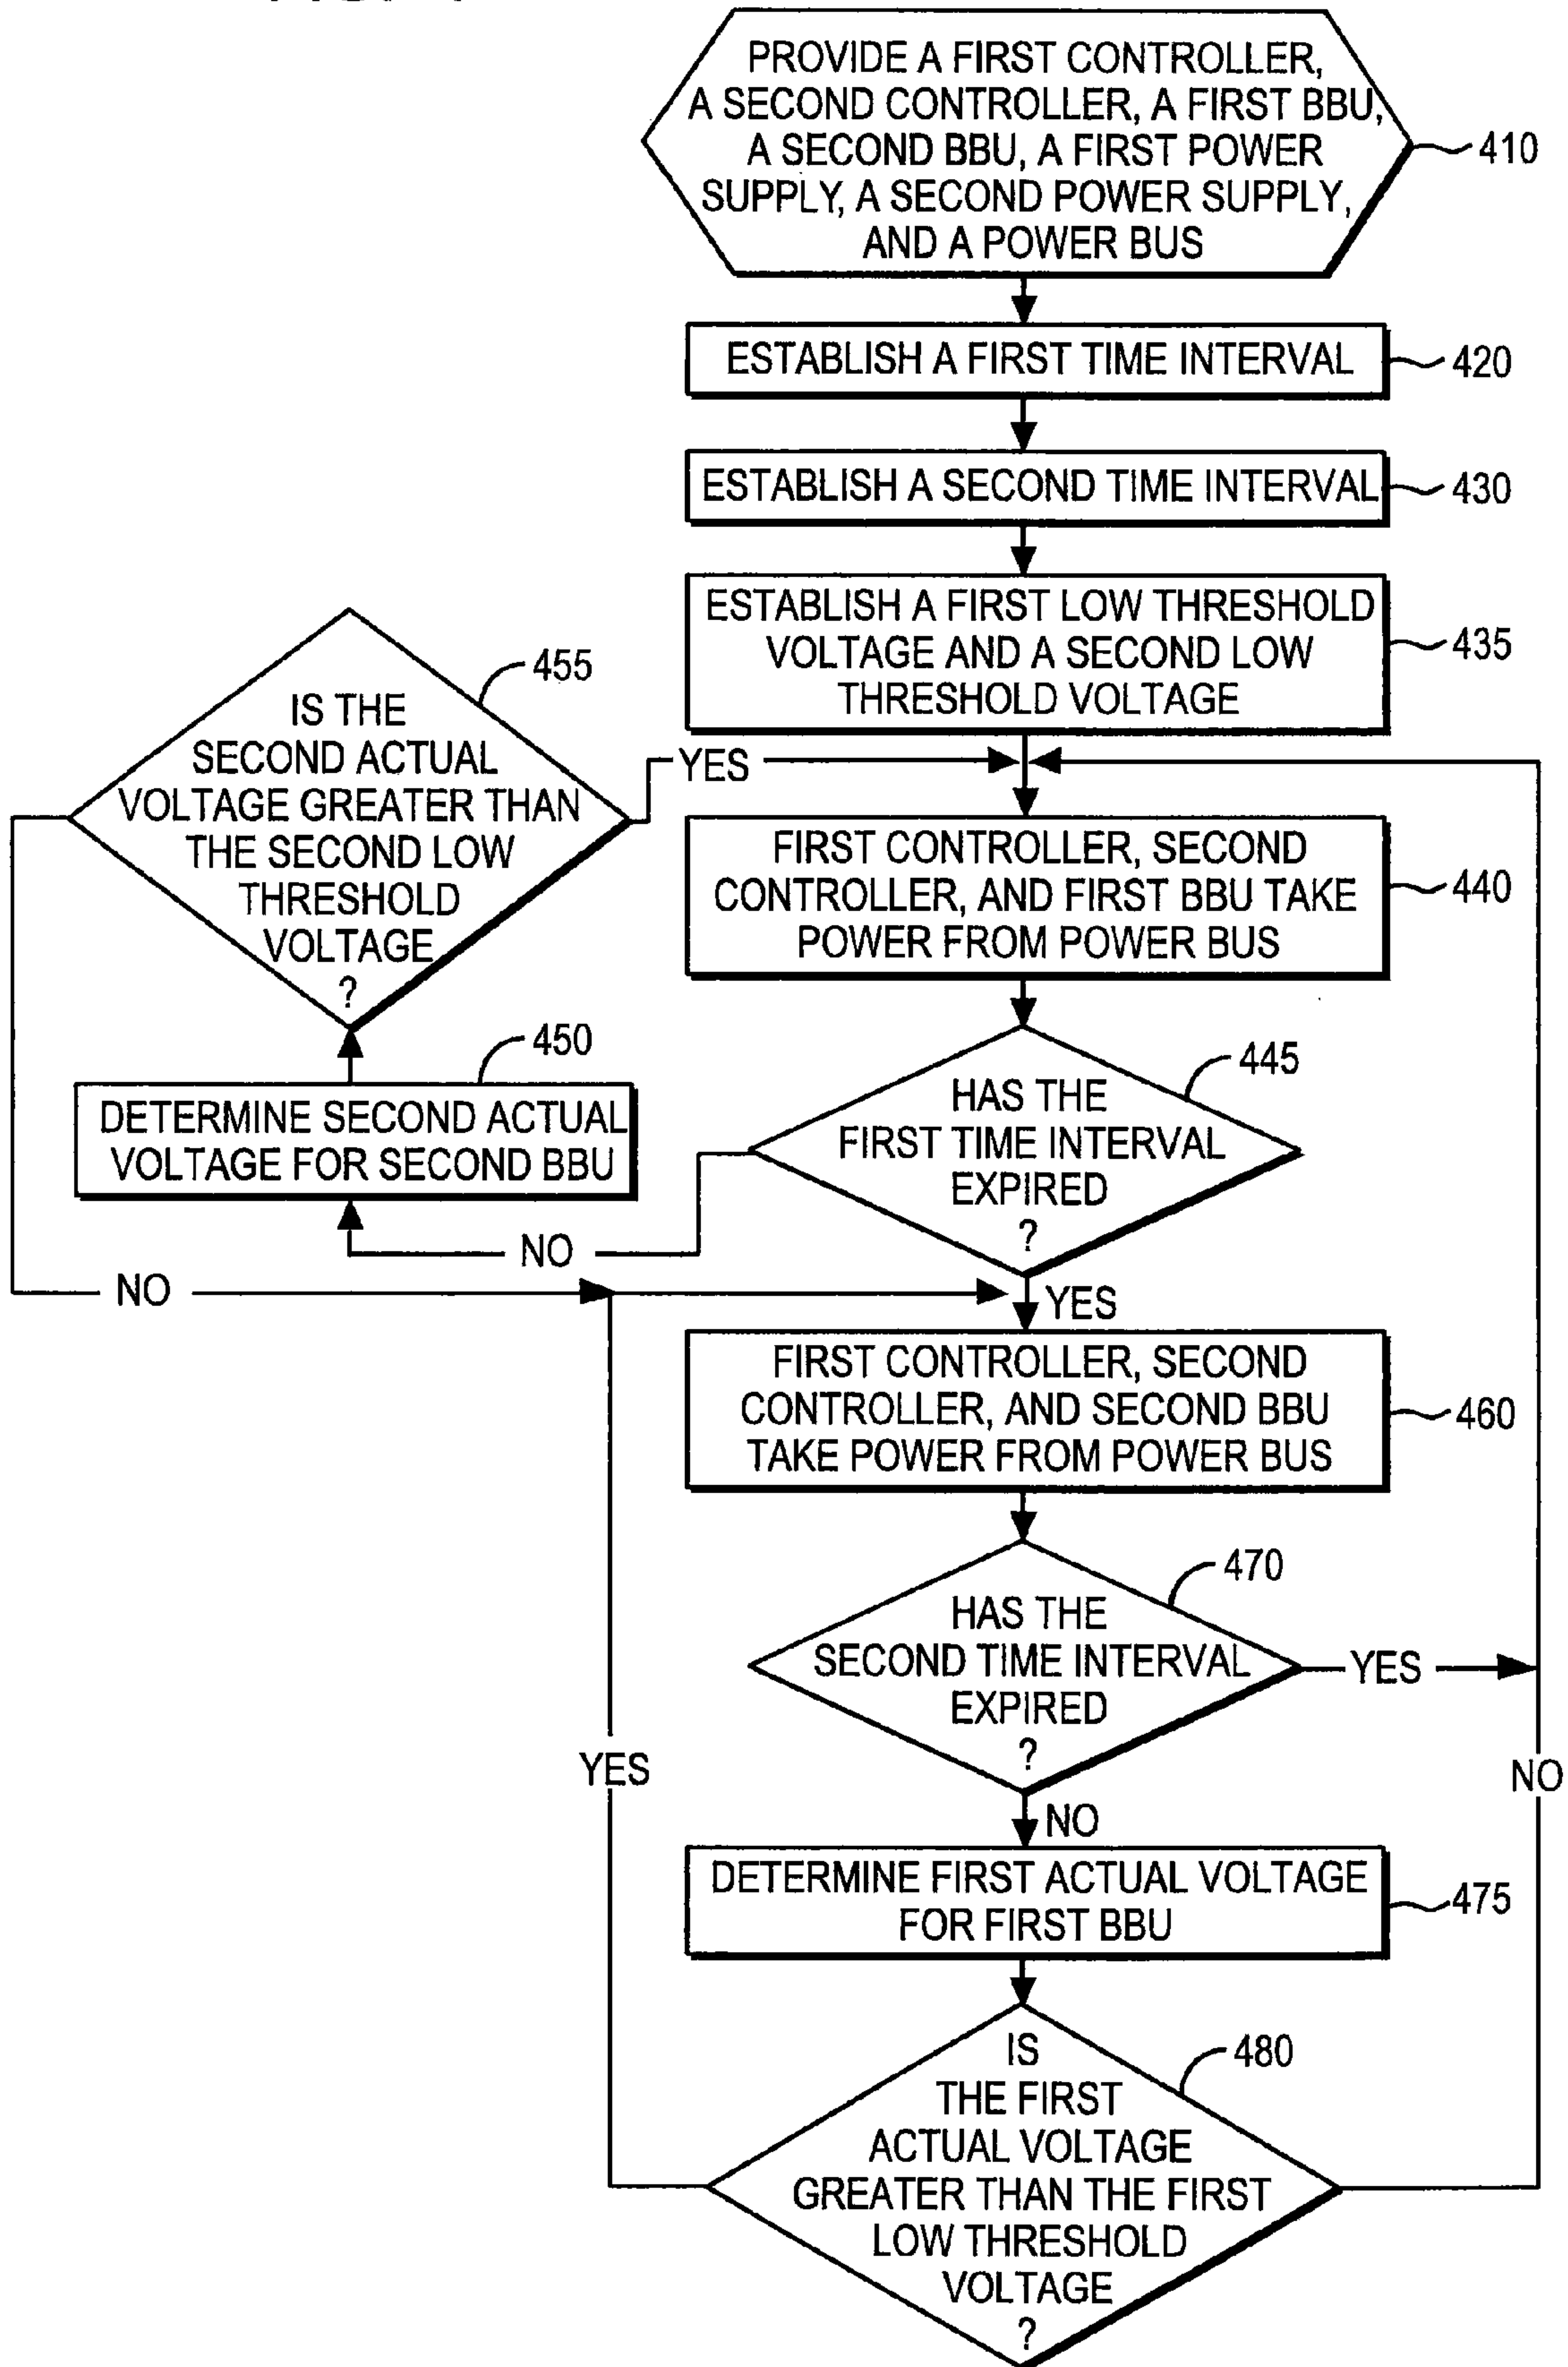 PROVIDE A FIRST CONTROLLER,
A SECOND CONTROLLER, A FIRST BBU,
A SECOND BBU, A FIRST POWER
SUPPLY, A SECOND POWER SUPPLY,
AND A POWER BUS
410
ESTABLISH A FIRST TIME INTERVAL
420
ESTABLISH A SECOND TIME INTERVAL
430
ESTABLISH A FIRST LOW THRESHOLD
VOLTAGE AND A SECOND LOW
THRESHOLD VOLTAGE
435
455
IS THE
SECOND ACTUAL
VOLTAGE GREATER THAN
THE SECOND LOW
THRESHOLD
VOLTAGE
?
YES
FIRST CONTROLLER, SECOND
CONTROLLER, AND FIRST BBU TAKE
POWER FROM POWER BUS
440
450
DETERMINE SECOND ACTUAL
VOLTAGE FOR SECOND BBU
445
HAS THE
FIRST TIME INTERVAL
EXPIRED
?
NO
NO
YES
FIRST CONTROLLER, SECOND
CONTROLLER, AND SECOND BBU
TAKE POWER FROM POWER BUS
460
470
HAS THE
SECOND TIME INTERVAL
EXPIRED
?
YES
YES
NO
NO
DETERMINE FIRST ACTUAL VOLTAGE
FOR FIRST BBU
475
480
IS
THE FIRST
ACTUAL VOLTAGE
GREATER THAN THE FIRST
LOW THRESHOLD
VOLTAGE
?